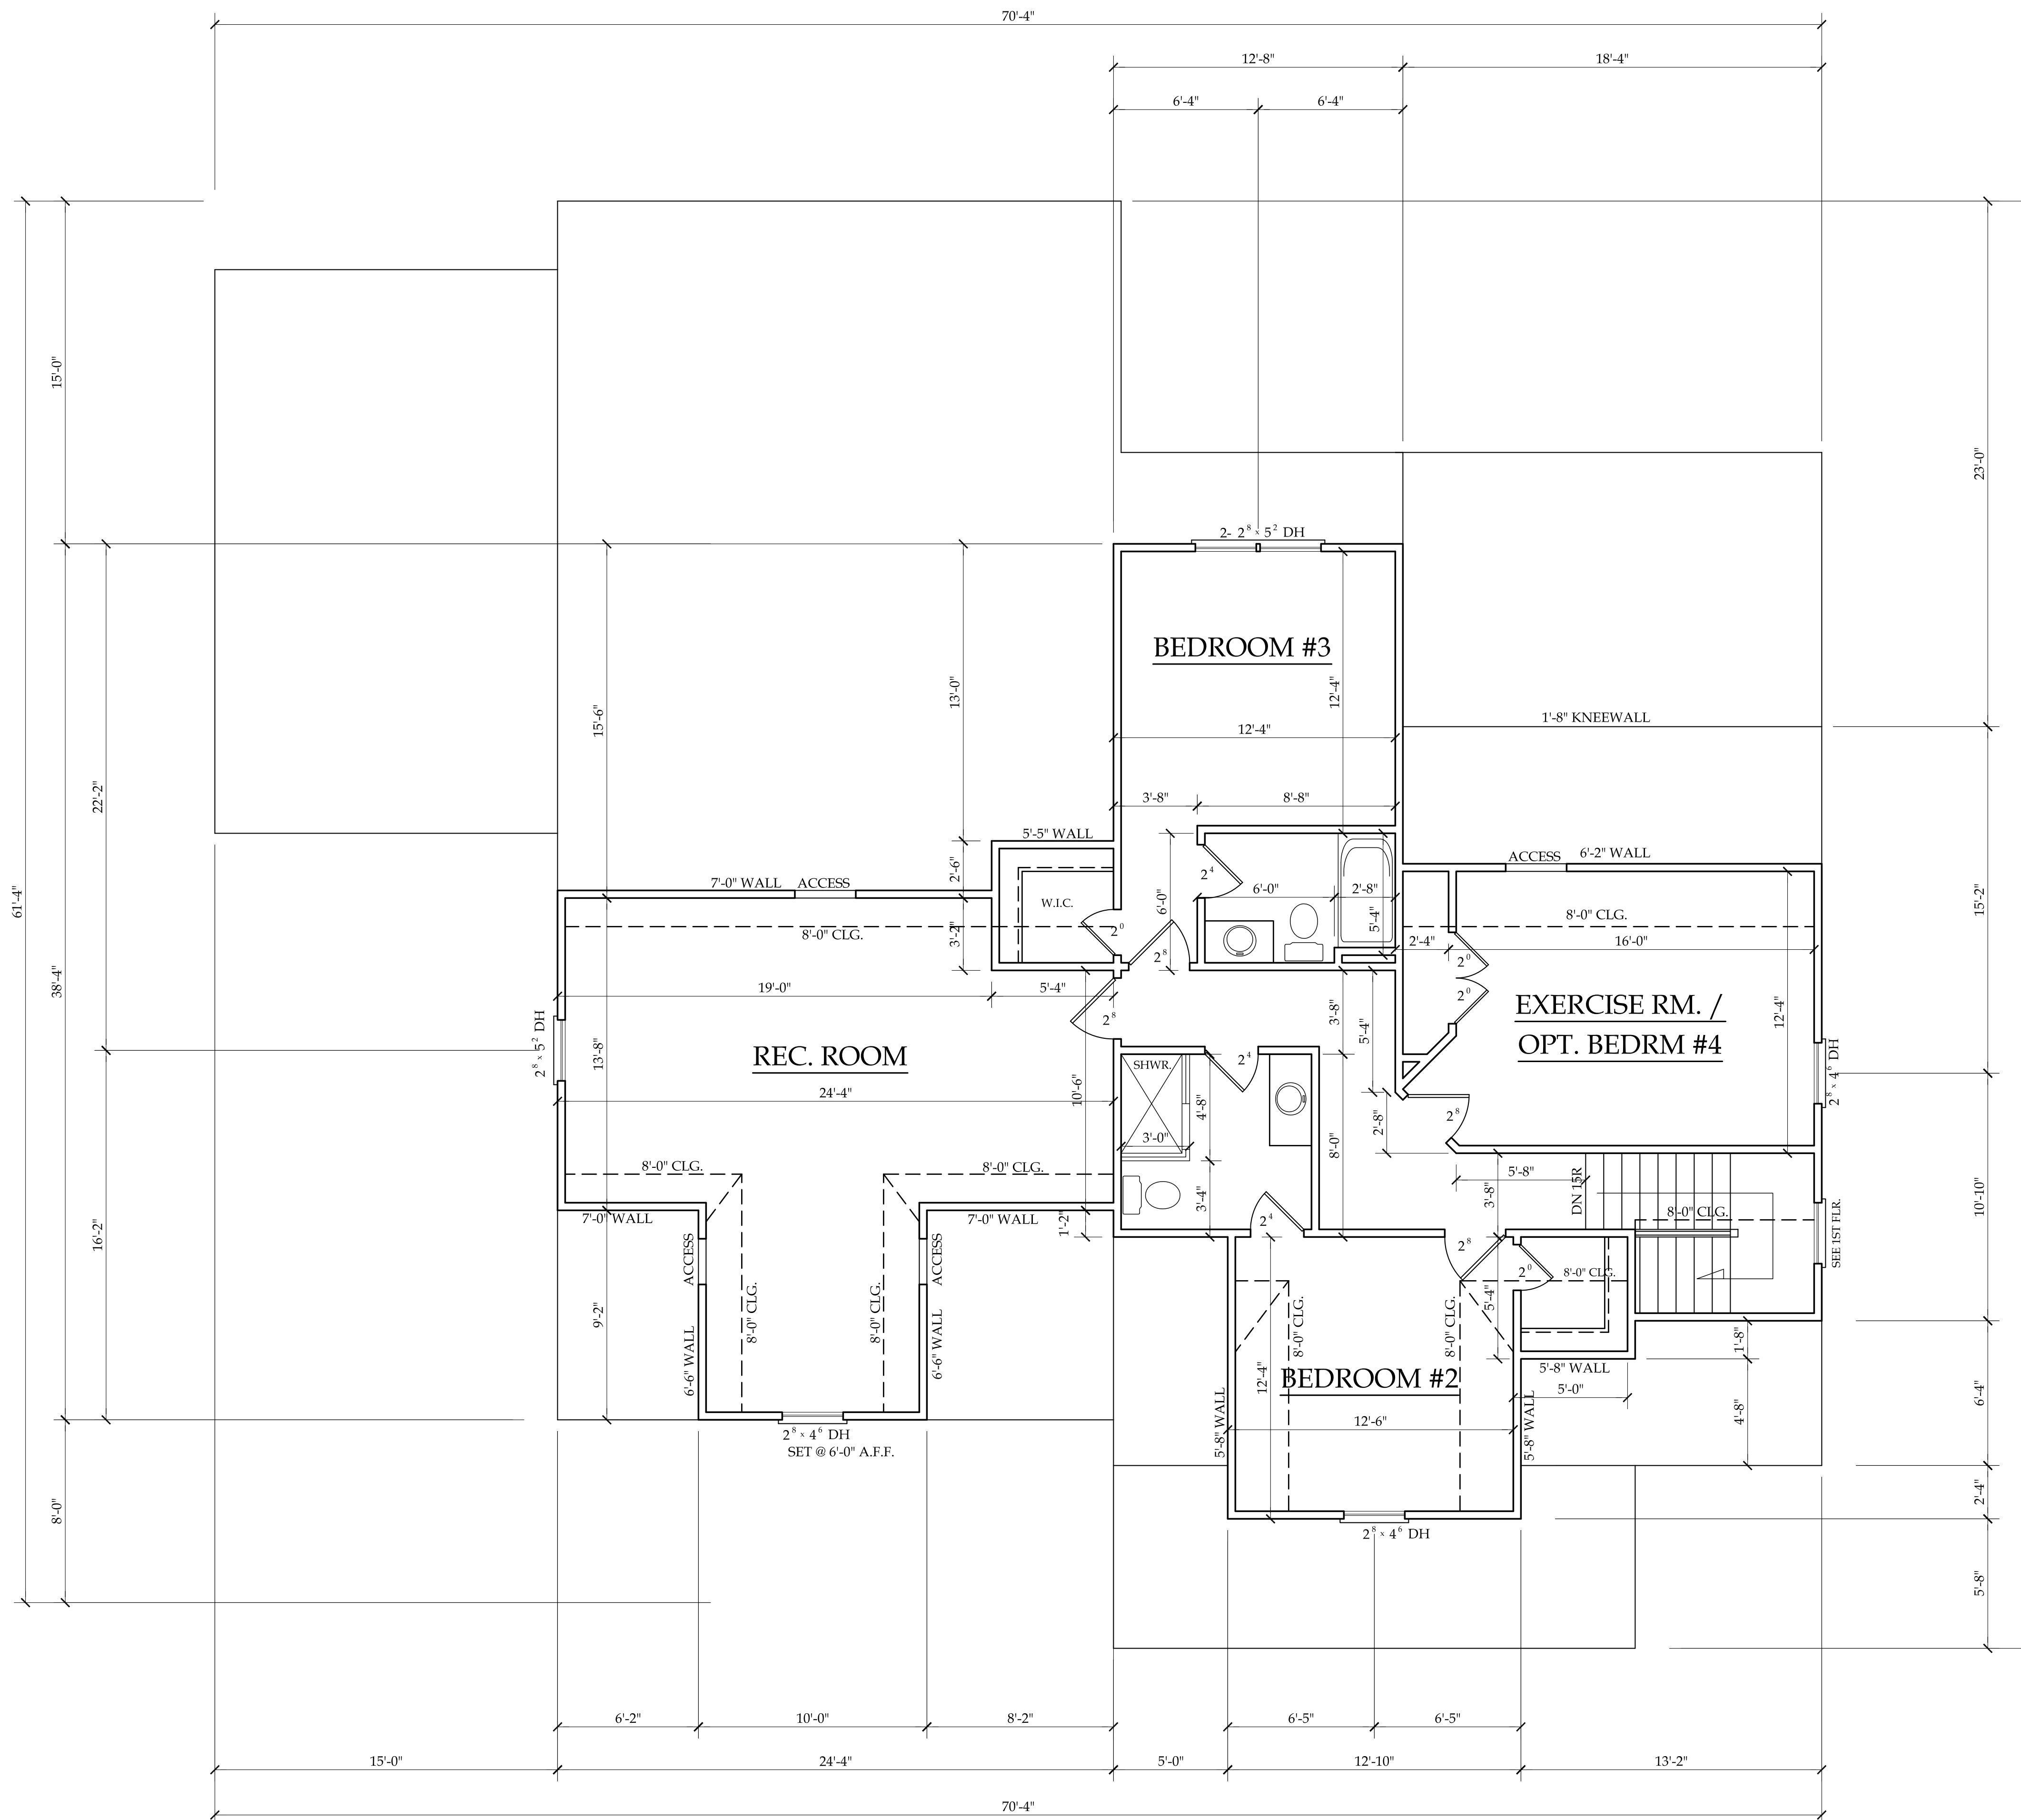 70'-4"
12'-8"
18'-4"
6'-4"
6'-4"
15'-0"
23'-0"
2- 2⁸ x 5² DH
BEDROOM #3
12'-4"
13'-0"
15'-6"
1'-8" KNEEWALL
12'-4"
22'-2"
3'-8"
8'-8"
5'-5" WALL
2'-6"
ACCESS
6'-2" WALL
7'-0" WALL
ACCESS
2⁴
6'-0"
2'-8"
61'-4"
W.I.C.
6'-0"
15'-2"
8'-0" CLG.
5'-4"
8'-0" CLG.
3'-2"
2⁰
2'-4"
16'-0"
2⁸
2⁰
38'-4"
19'-0"
5'-4"
2⁰
EXERCISE RM. /
OPT. BEDRM #4
12'-4"
2⁸
3'-8"
5'-4"
2⁸ x 5² DH
13'-8"
REC. ROOM
SHWR.
2⁴
2⁸ x 4⁶ DH
24'-4"
10'-6"
4'-8"
2'-8"
2⁸
3'-0"
8'-0"
8'-0" CLG.
8'-0" CLG.
5'-8"
DN 15R
3'-4"
3'-8"
10'-10"
7'-0" WALL
7'-0" WALL
1'-2"
2⁴
8'-0" CLG.
SEE 1ST FLR.
16'-2"
ACCESS
ACCESS
2⁸
2⁰
8'-0" CLG.
9'-2"
8'-0" CLG.
8'-0" CLG.
8'-0" CLG.
8'-0" CLG.
5'-4"
6'-6" WALL
6'-6" WALL
1'-8"
5'-8" WALL
12'-4"
BEDROOM #2
5'-0"
6'-4"
4'-8"
5'-8" WALL
12'-6"
5'-8" WALL
2⁸ x 4⁶ DH
SET @ 6'-0" A.F.F.
8'-0"
2'-4"
2⁸ x 4⁶ DH
5'-8"
6'-2"
10'-0"
8'-2"
6'-5"
6'-5"
15'-0"
24'-4"
5'-0"
12'-10"
13'-2"
70'-4"